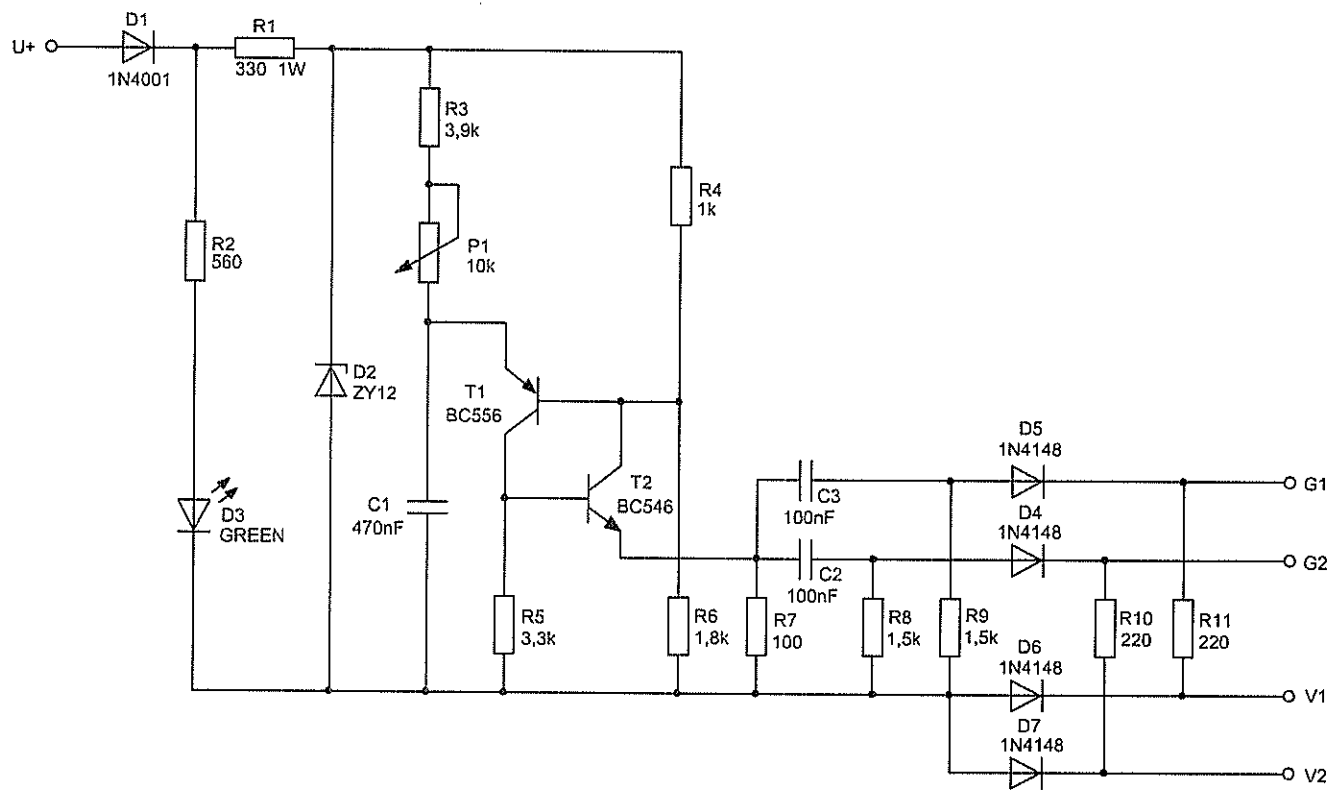 D1
U+
1N4001
R1
330 1W
R3
3,9k
R4
1k
R2
560
P1
10k
D2
ZY12
T1
BC556
D3
GREEN
C1
470nF
T2
BC546
C3
100nF
D5
1N4148
G1
D4
1N4148
C2
100nF
G2
R5
3,3k
R6
1,8k
R7
100
R8
1,5k
R9
1,5k
R10
220
R11
220
D6
1N4148
V1
D7
1N4148
V2